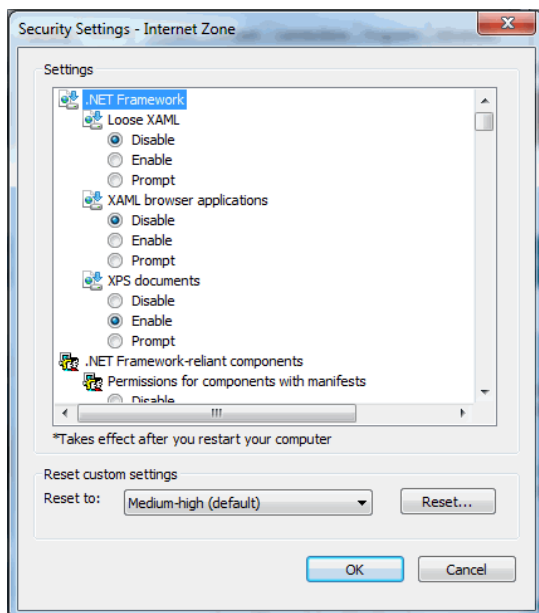 Security Settings - Internet Zone
Settings
.NET Framework
Loose XAML
Disable
Enable
Prompt
XAML browser applications
Disable
Enable
Prompt
XPS documents
Disable
Enable
Prompt
.NET Framework-reliant components
Permissions for components with manifests
Disable
*Takes effect after you restart your computer
Reset custom settings
Reset to: Medium-high (default) Reset...
OK Cancel